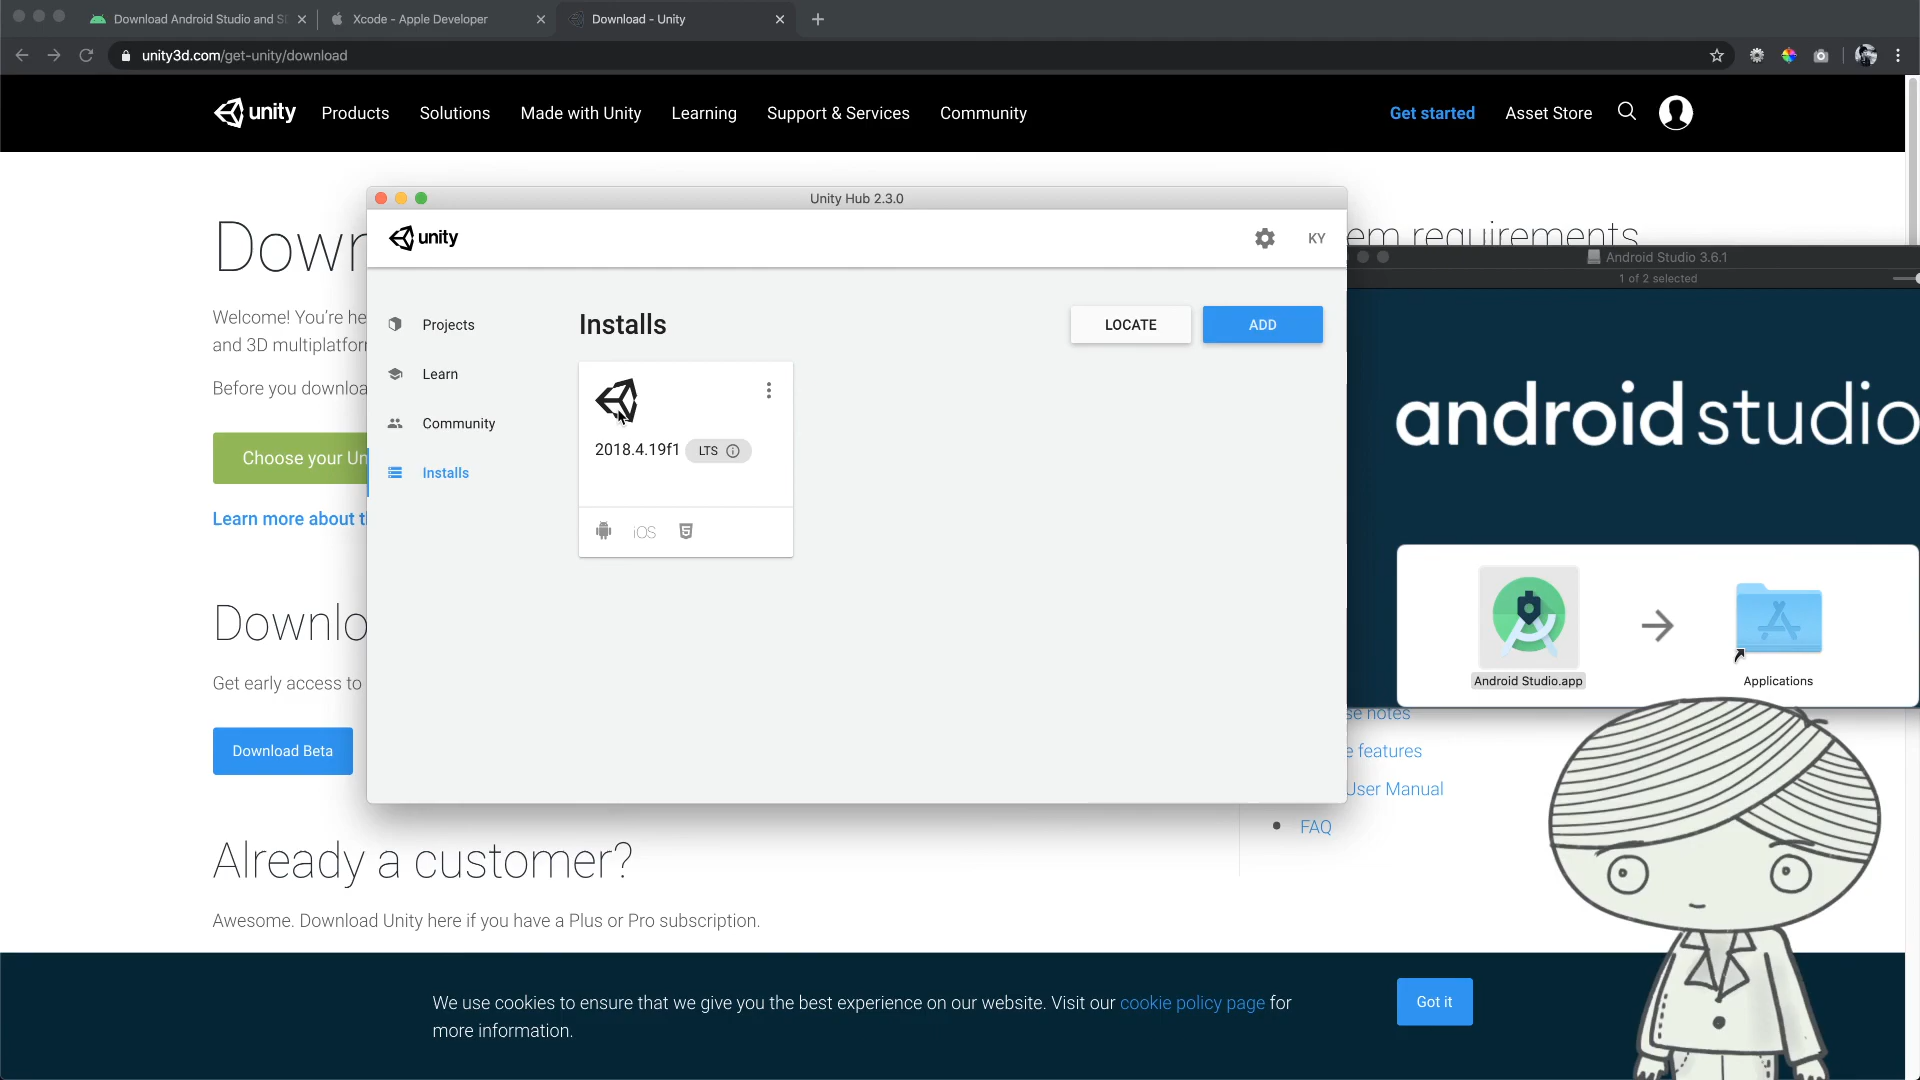 Download Android Studio and S
Xcode - Apple Developer
Download - Unity
unity3d.com/get-unity/download
unity
Products
Solutions
Made with Unity
Learning
Support & Services
Community
Get started
Asset Store
Unity Hub 2.3.0
unity
KY
Projects
Learn
Community
Installs
Installs
LOCATE
ADD
2018.4.19f1
LTS
iOS
Down
Welcome! You're he
and 3D multiplatfor
Before you downloa
Choose your Un
Learn more about t
Downlo
Get early access to
Download Beta
em requirements
Android Studio 3.6.1
1 of 2 selected
android studio
Android Studio.app
Applications
se notes
e features
User Manual
FAQ
Already a customer?
Awesome. Download Unity here if you have a Plus or Pro subscription.
We use cookies to ensure that we give you the best experience on our website. Visit our cookie policy page for
more information.
Got it